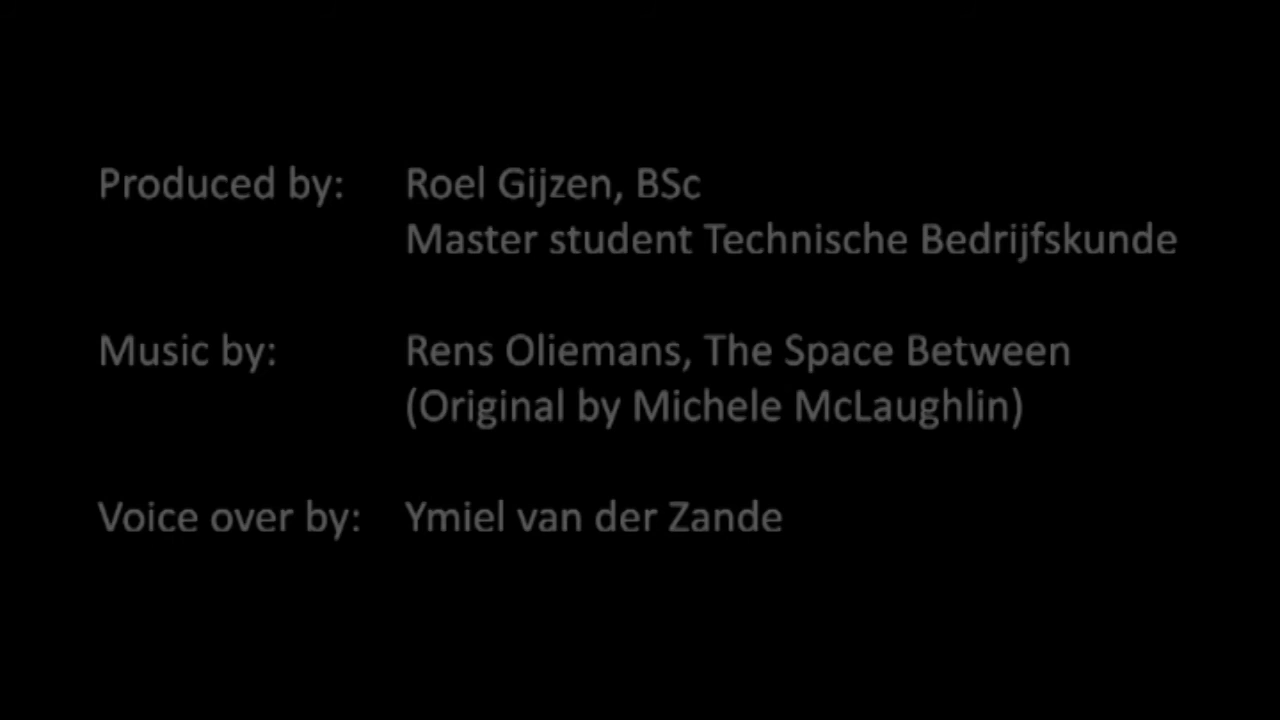 Produced by: Roel Gijzen, BSc
Master student Technische Bedrijfskunde
Music by: Rens Oliemans, The Space Between
(Original by Michele McLaughlin)
Voice over by: Ymiel van der Zande